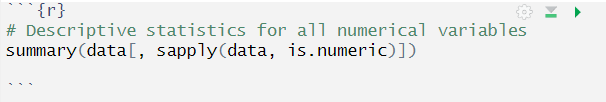 ```{r}
# Descriptive statistics for all numerical variables
summary(data[, sapply(data, is.numeric)])
```